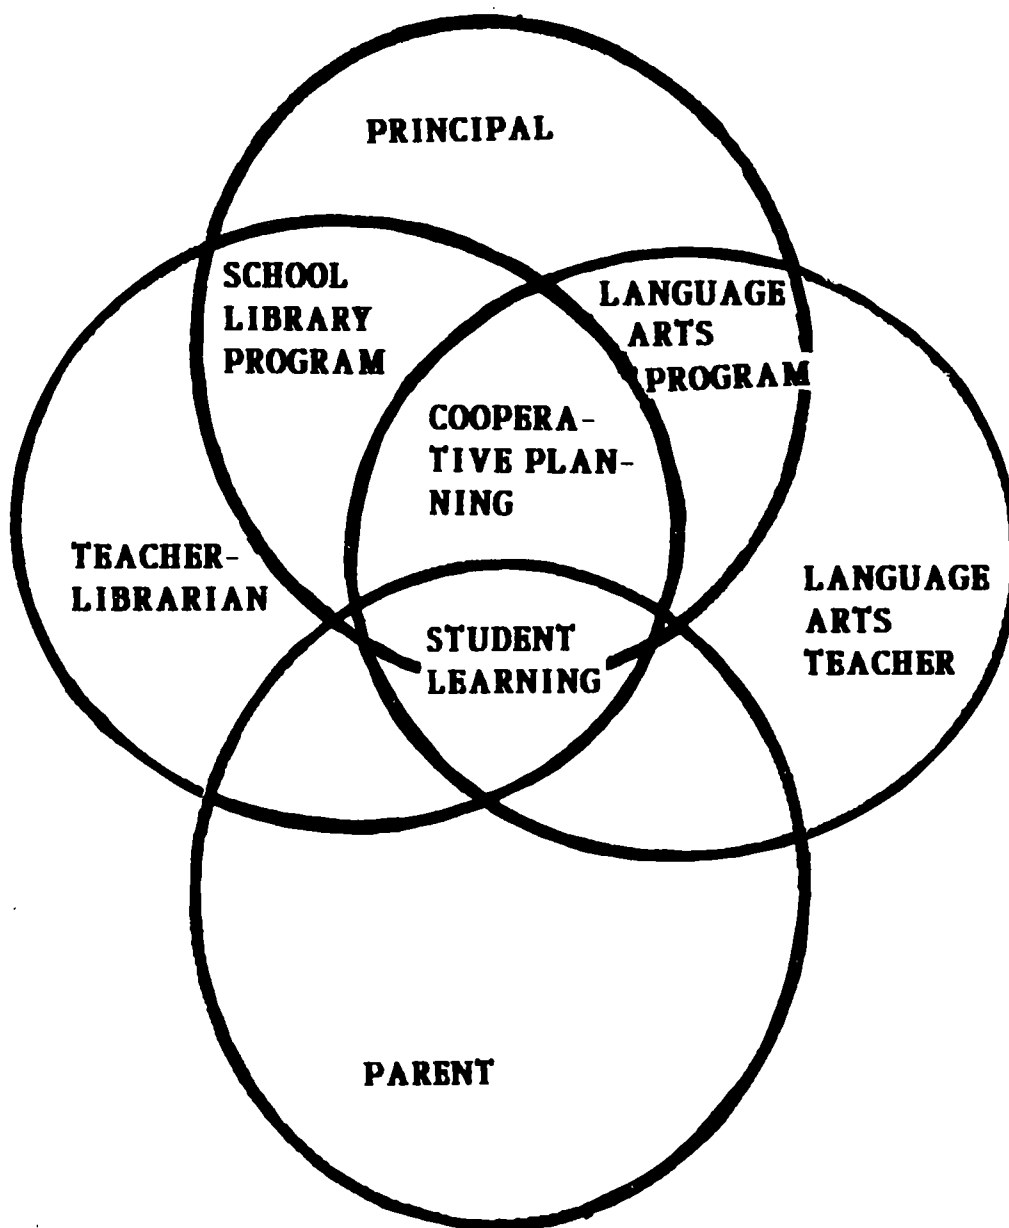 PRINCIPAL
SCHOOL
LIBRARY
PROGRAM
LANGUAGE
ARTS
PROGRAM
COOPERA-
TIVE PLAN-
NING
TEACHER-
LIBRARIAN
LANGUAGE
ARTS
TEACHER
STUDENT
LEARNING
PARENT